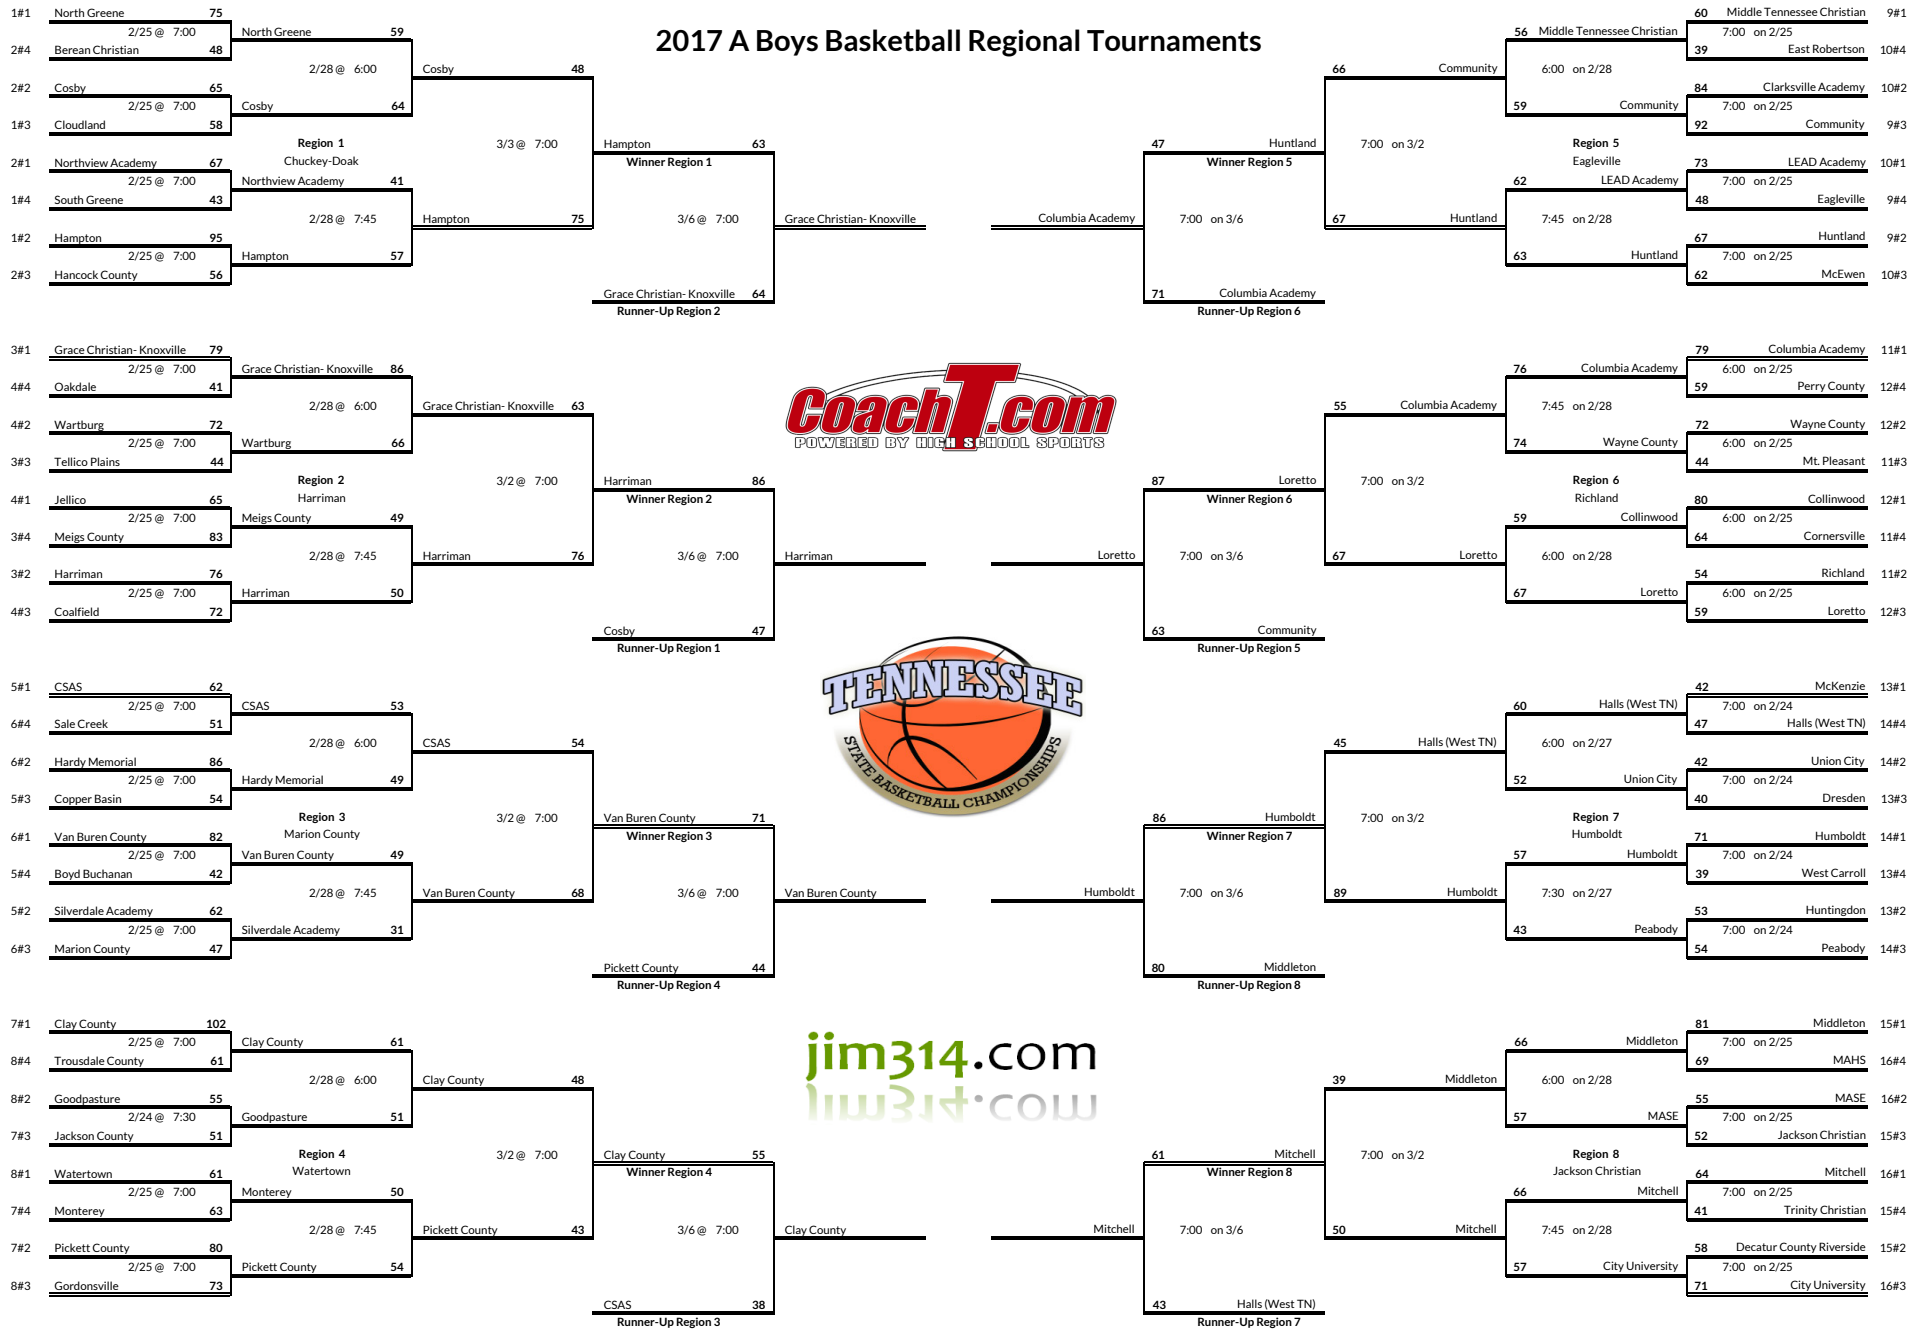 2017 A Boys Basketball Regional Tournaments
1#1 North Greene 75
2/25 @ 7:00 North Greene 59
2#4 Berean Christian 48
2/28 @ 6:00 Cosby 48
2#2 Cosby 65
2/25 @ 7:00 Cosby 64
1#3 Cloudland 58
Region 1 3/3 @ 7:00 Hampton 63
Chuckey-Doak Winner Region 1
2#1 Northview Academy 67
2/25 @ 7:00 Northview Academy 41
1#4 South Greene 43
2/28 @ 7:45 Hampton 75 3/6 @ 7:00 Grace Christian- Knoxville
1#2 Hampton 95
2/25 @ 7:00 Hampton 57
2#3 Hancock County 56
Grace Christian- Knoxville 64
Runner-Up Region 2
3#1 Grace Christian- Knoxville 79
2/25 @ 7:00 Grace Christian- Knoxville 86
4#4 Oakdale 41
2/28 @ 6:00 Grace Christian- Knoxville 63
4#2 Wartburg 72
2/25 @ 7:00 Wartburg 66
3#3 Tellico Plains 44
Region 2 3/2 @ 7:00 Harriman 86
Harriman Winner Region 2
4#1 Jellico 65
2/25 @ 7:00 Meigs County 49
3#4 Meigs County 83
2/28 @ 7:45 Harriman 76 3/6 @ 7:00 Harriman
3#2 Harriman 76
2/25 @ 7:00 Harriman 50
4#3 Coalfield 72
Cosby 47
Runner-Up Region 1
5#1 CSAS 62
2/25 @ 7:00 CSAS 53
6#4 Sale Creek 51
2/28 @ 6:00 CSAS 54
6#2 Hardy Memorial 86
2/25 @ 7:00 Hardy Memorial 49
5#3 Copper Basin 54
Region 3 3/2 @ 7:00 Van Buren County 71
Marion County Winner Region 3
6#1 Van Buren County 82
2/25 @ 7:00 Van Buren County 49
5#4 Boyd Buchanan 42
2/28 @ 7:45 Van Buren County 68 3/6 @ 7:00 Van Buren County
5#2 Silverdale Academy 62
2/25 @ 7:00 Silverdale Academy 31
6#3 Marion County 47
Pickett County 44
Runner-Up Region 4
7#1 Clay County 102
2/25 @ 7:00 Clay County 61
8#4 Trousdale County 61
2/28 @ 6:00 Clay County 48
8#2 Goodpasture 55
2/24 @ 7:30 Goodpasture 51
7#3 Jackson County 51
Region 4 3/2 @ 7:00 Clay County 55
Watertown Winner Region 4
8#1 Watertown 61
2/25 @ 7:00 Monterey 50
7#4 Monterey 63
2/28 @ 7:45 Pickett County 43 3/6 @ 7:00 Clay County
7#2 Pickett County 80
2/25 @ 7:00 Pickett County 54
8#3 Gordonsville 73
CSAS 38
Runner-Up Region 3
CoachT.com
POWERED BY HIGH SCHOOL SPORTS
TENNESSEE
STATE BASKETBALL CHAMPIONSHIPS
jim314.com
60 Middle Tennessee Christian 9#1
56 Middle Tennessee Christian 7:00 on 2/25
39 East Robertson 10#4
66 Community 6:00 on 2/28
84 Clarksville Academy 10#2
59 Community 7:00 on 2/25
92 Community 9#3
47 Huntland 7:00 on 3/2 Region 5
Winner Region 5 Eagleville
73 LEAD Academy 10#1
62 LEAD Academy 7:00 on 2/25
48 Eagleville 9#4
Columbia Academy 7:00 on 3/6 67 Huntland 7:45 on 2/28
67 Huntland 9#2
63 Huntland 7:00 on 2/25
62 McEwen 10#3
71 Columbia Academy
Runner-Up Region 6
79 Columbia Academy 11#1
76 Columbia Academy 6:00 on 2/25
59 Perry County 12#4
55 Columbia Academy 7:45 on 2/28
72 Wayne County 12#2
74 Wayne County 6:00 on 2/25
44 Mt. Pleasant 11#3
87 Loretto 7:00 on 3/2 Region 6
Winner Region 6 Richland
80 Collinwood 12#1
59 Collinwood 6:00 on 2/25
64 Cornersville 11#4
Loretto 7:00 on 3/6 67 Loretto 6:00 on 2/28
54 Richland 11#2
67 Loretto 6:00 on 2/25
59 Loretto 12#3
63 Community
Runner-Up Region 5
42 McKenzie 13#1
60 Halls (West TN) 7:00 on 2/24
47 Halls (West TN) 14#4
45 Halls (West TN) 6:00 on 2/27
42 Union City 14#2
52 Union City 7:00 on 2/24
40 Dresden 13#3
86 Humboldt 7:00 on 3/2 Region 7
Winner Region 7 Humboldt
71 Humboldt 14#1
57 Humboldt 7:00 on 2/24
39 West Carroll 13#4
Humboldt 7:00 on 3/6 89 Humboldt 7:30 on 2/27
53 Huntingdon 13#2
43 Peabody 7:00 on 2/24
54 Peabody 14#3
80 Middleton
Runner-Up Region 8
81 Middleton 15#1
66 Middleton 7:00 on 2/25
69 MAHS 16#4
39 Middleton 6:00 on 2/28
55 MASE 16#2
57 MASE 7:00 on 2/25
52 Jackson Christian 15#3
61 Mitchell 7:00 on 3/2 Region 8
Winner Region 8 Jackson Christian
64 Mitchell 16#1
66 Mitchell 7:00 on 2/25
41 Trinity Christian 15#4
Mitchell 7:00 on 3/6 50 Mitchell 7:45 on 2/28
58 Decatur County Riverside 15#2
57 City University 7:00 on 2/25
71 City University 16#3
43 Halls (West TN)
Runner-Up Region 7